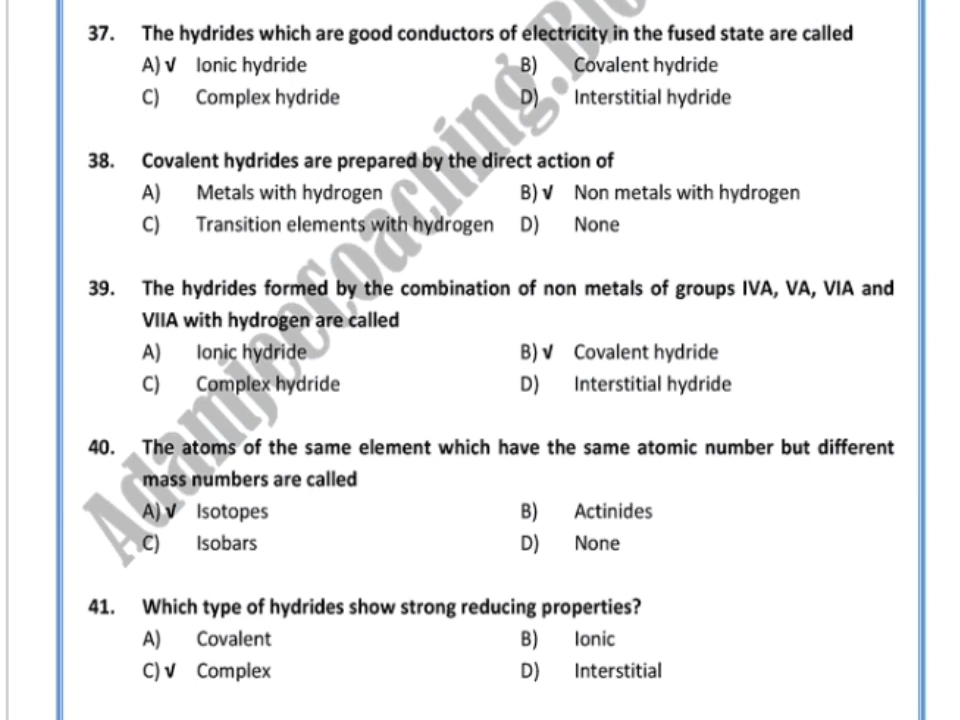 37. The hydrides which are good conductors of electricity in the fused state are called
A) √ Ionic hydride B) Covalent hydride
C) Complex hydride D) Interstitial hydride
38. Covalent hydrides are prepared by the direct action of
A) Metals with hydrogen B) √ Non metals with hydrogen
C) Transition elements with hydrogen D) None
39. The hydrides formed by the combination of non metals of groups IVA, VA, VIA and
VIIA with hydrogen are called
A) Ionic hydride B) √ Covalent hydride
C) Complex hydride D) Interstitial hydride
40. The atoms of the same element which have the same atomic number but different
mass numbers are called
A) √ Isotopes B) Actinides
C) Isobars D) None
41. Which type of hydrides show strong reducing properties?
A) Covalent B) Ionic
C) √ Complex D) Interstitial